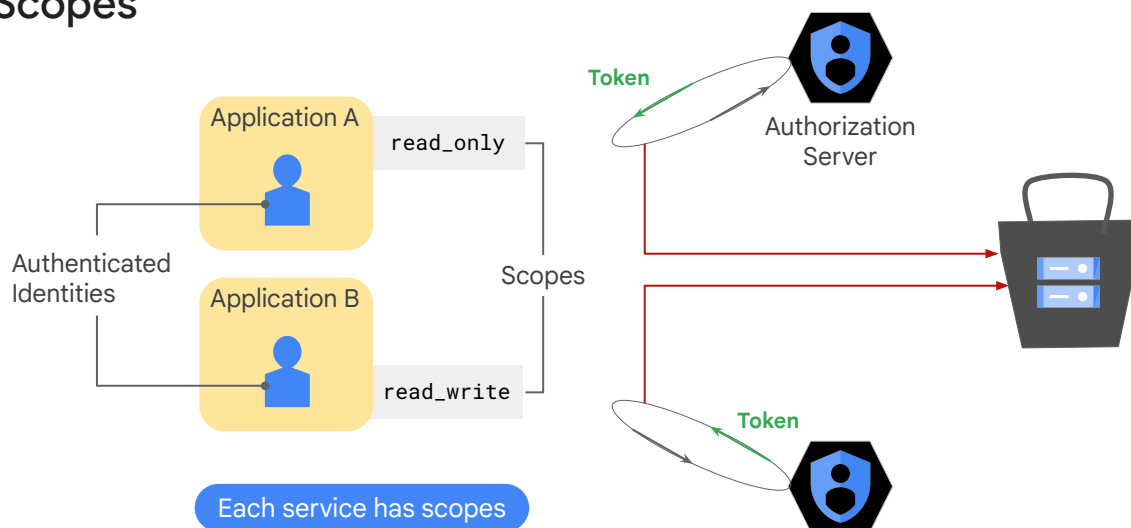 Scopes
Token
Application A
read_only
Authorization
Server
Authenticated
Identities
Scopes
Application B
read_write
Token
Each service has scopes